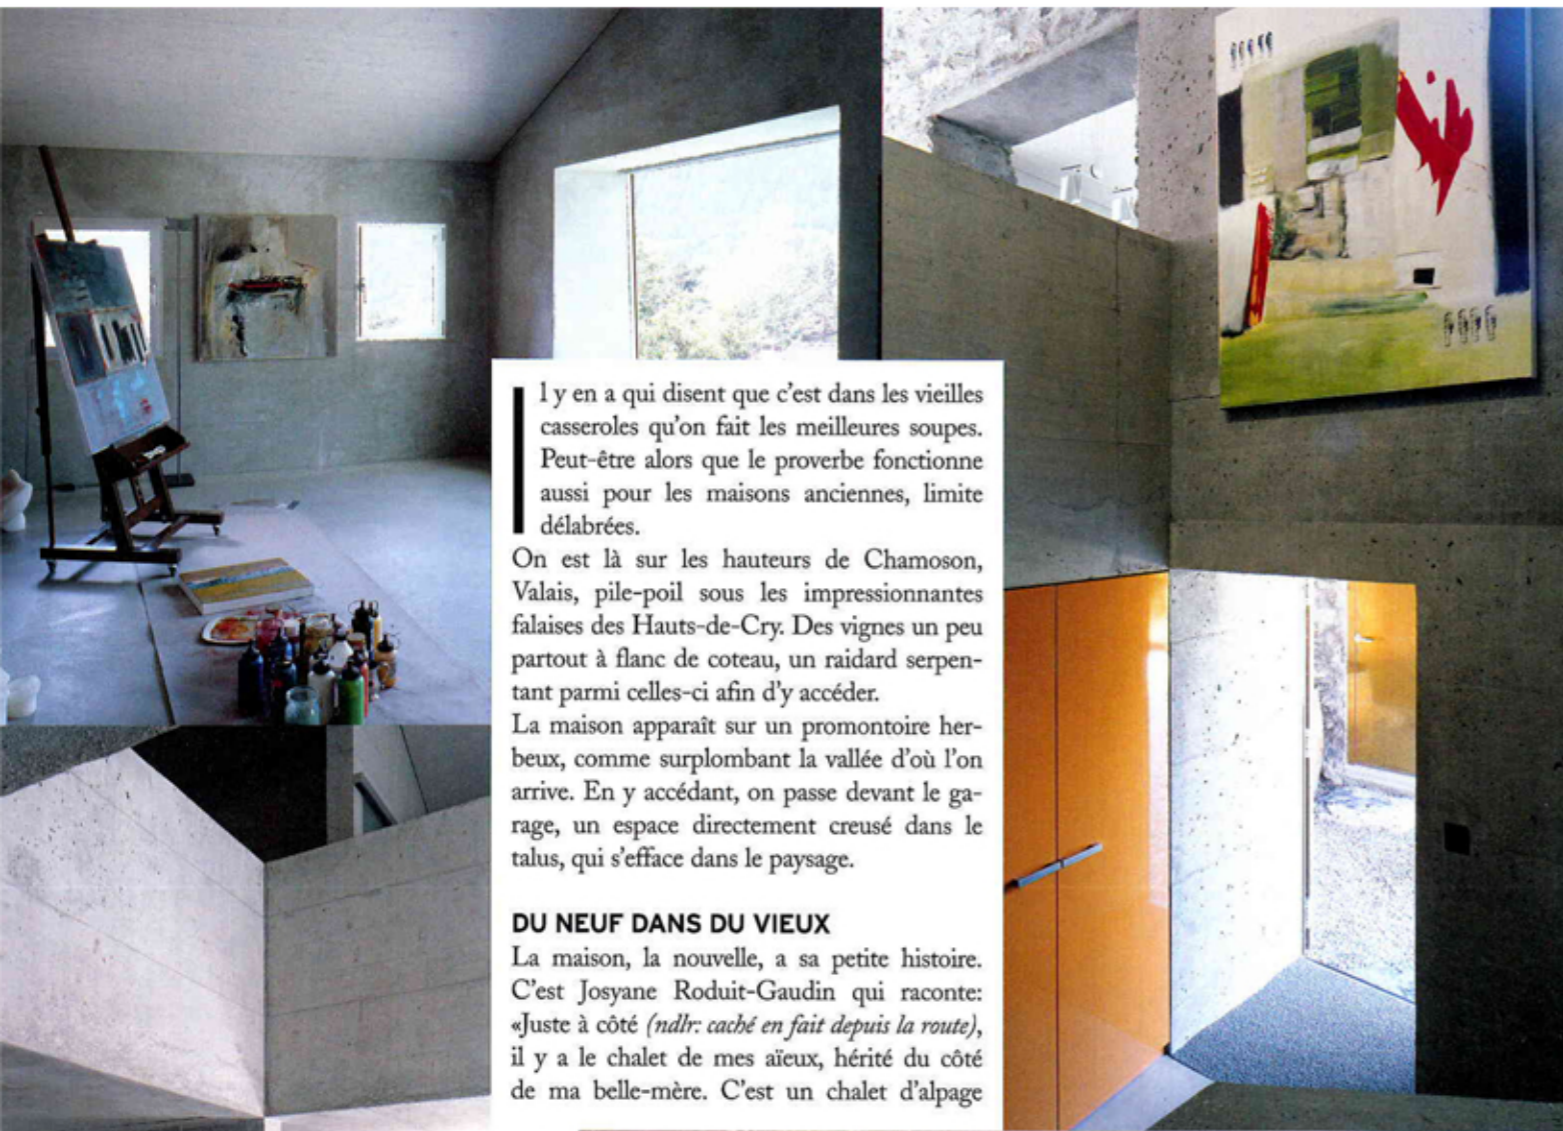 Il y en a qui disent que c'est dans les vieilles
casseroles qu'on fait les meilleures soupes.
Peut-être alors que le proverbe fonctionne
aussi pour les maisons anciennes, limite
délabrées.
On est là sur les hauteurs de Chamoson,
Valais, pile-poil sous les impressionnantes
falaises des Hauts-de-Cry. Des vignes un peu
partout à flanc de coteau, un raidard serpen-
tant parmi celles-ci afin d'y accéder.
La maison apparaît sur un promontoire her-
beux, comme surplombant la vallée d'où l'on
arrive. En y accédant, on passe devant le ga-
rage, un espace directement creusé dans le
talus, qui s'efface dans le paysage.
DU NEUF DANS DU VIEUX
La maison, la nouvelle, a sa petite histoire.
C'est Josyane Roduit-Gaudin qui raconte:
«Juste à côté (ndlr: caché en fait depuis la route),
il y a le chalet de mes aïeux, hérité du côté
de ma belle-mère. C'est un chalet d'alpage